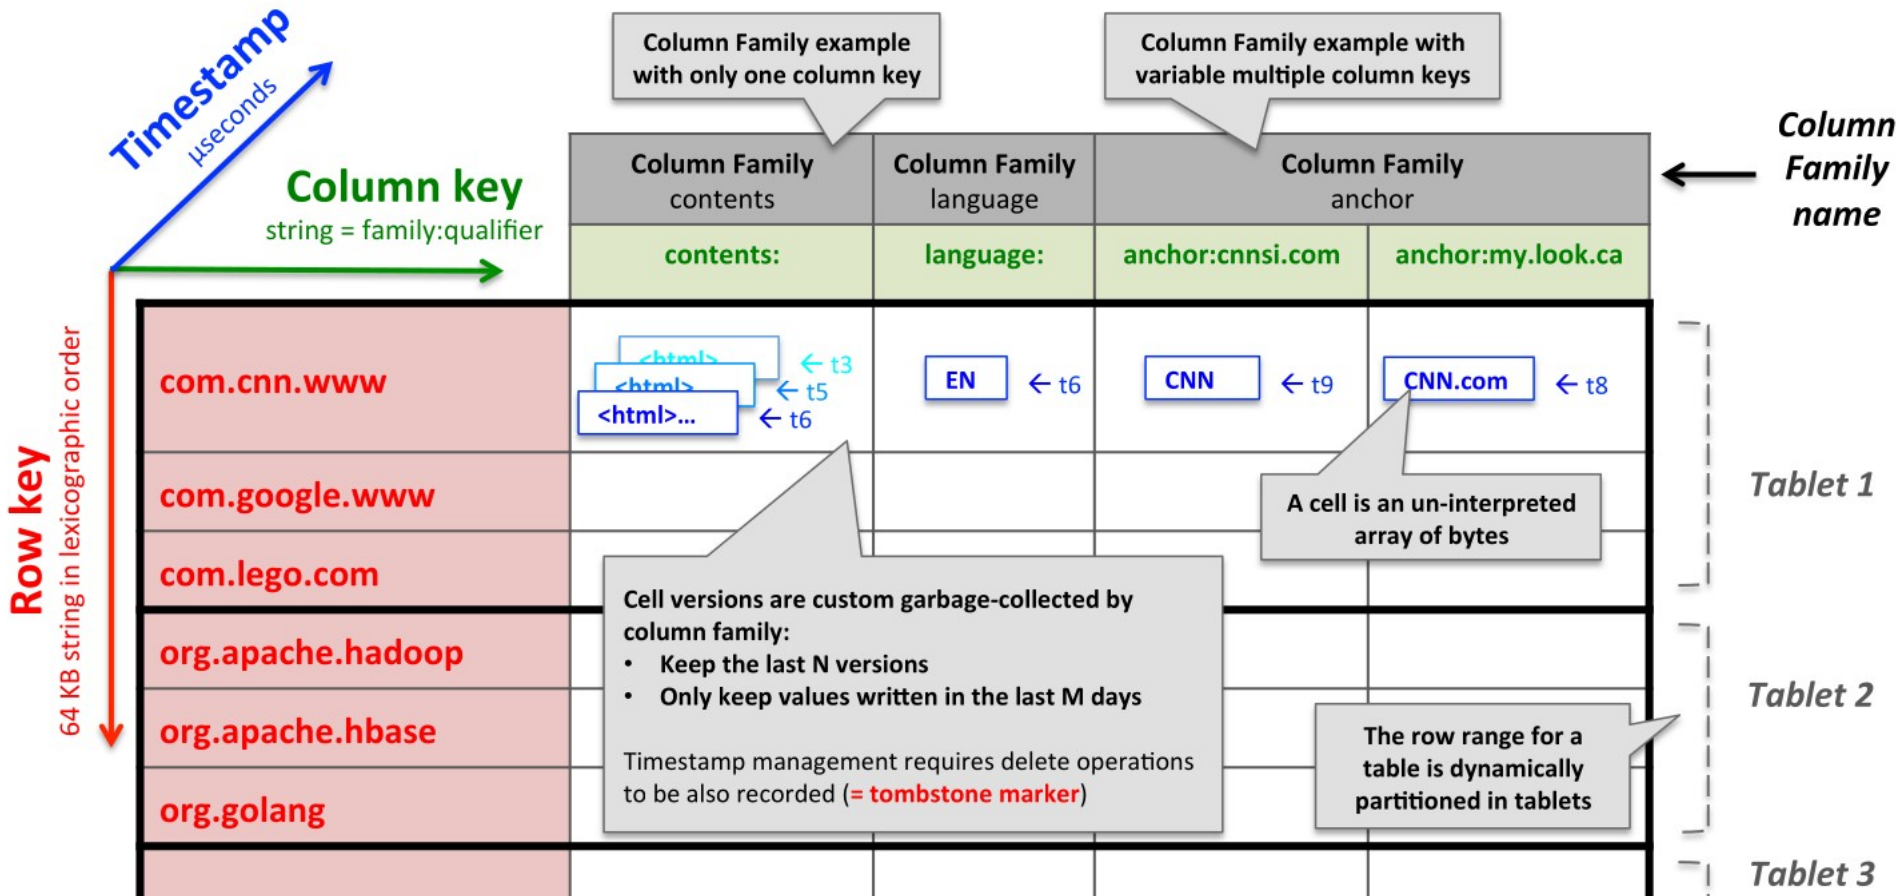 Column Family example
with only one column key
Column Family example with
variable multiple column keys
Timestamp
µseconds
Column key
string = family:qualifier
Column Family
contents
Column Family
language
Column Family
anchor
Column
Family
name
contents:
language:
anchor:cnnsi.com
anchor:my.look.ca
Row key
64 KB string in lexicographic order
com.cnn.www
<html>
← t3
<html>
← t5
<html>...
← t6
EN
← t6
CNN
← t9
CNN.com
← t8
com.google.www
A cell is an un-interpreted
array of bytes
Tablet 1
com.lego.com
Cell versions are custom garbage-collected by
column family:
• Keep the last N versions
• Only keep values written in the last M days
Timestamp management requires delete operations
to be also recorded (= tombstone marker)
org.apache.hadoop
Tablet 2
org.apache.hbase
The row range for a
table is dynamically
partitioned in tablets
org.golang
Tablet 3